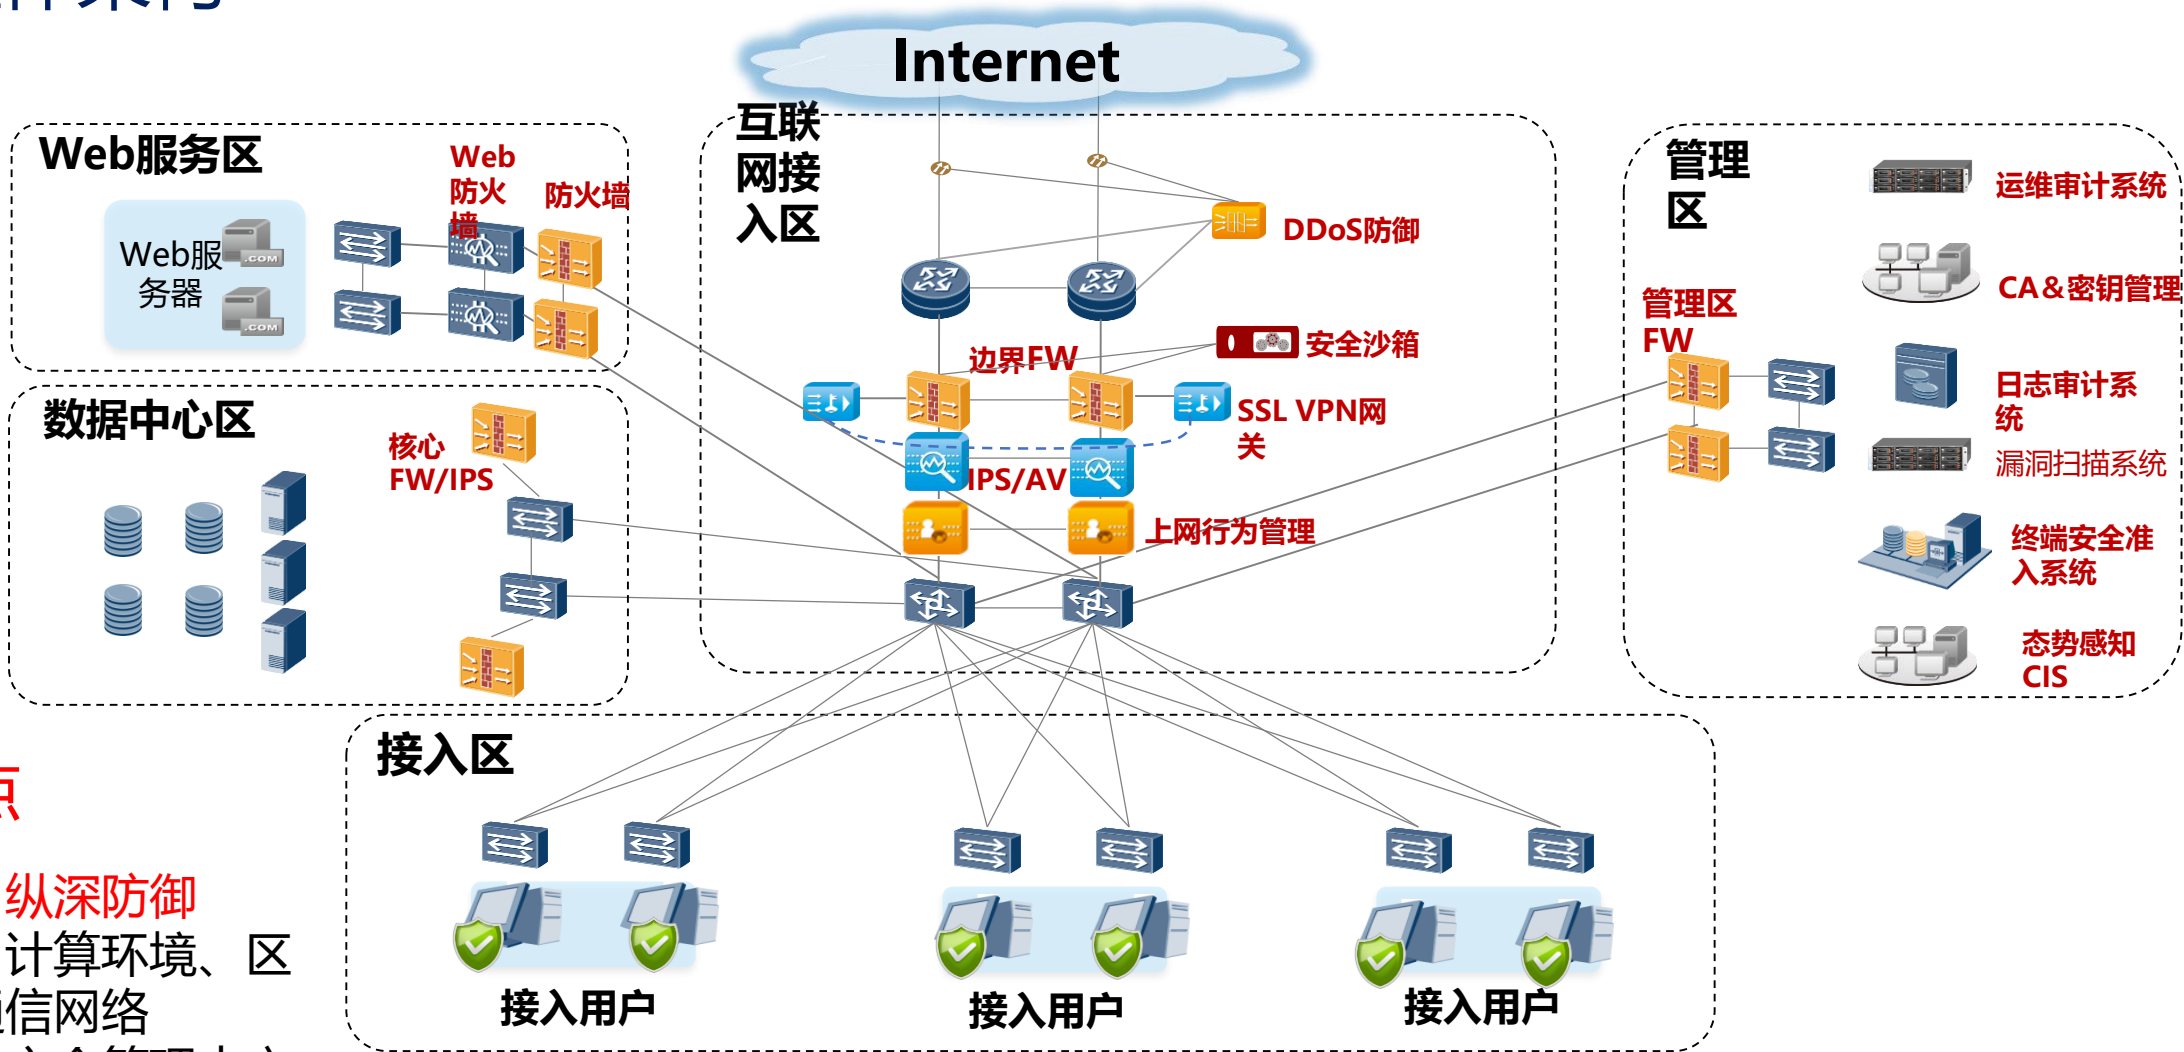 Internet
互联
网接
入区
Web服务区
Web
防火
墙
防火墙
Web服
务器
.COM
.COM
DDoS防御
安全沙箱
边界FW
SSL VPN网
关
IPS/AV
上网行为管理
管理
区
运维审计系统
CA&密钥管理
管理区
FW
日志审计系
统
漏洞扫描系统
终端安全准
入系统
态势感知
CIS
数据中心区
核心
FW/IPS
接入区
接入用户
接入用户
接入用户
点
纵深防御
计算环境、区
通信网络